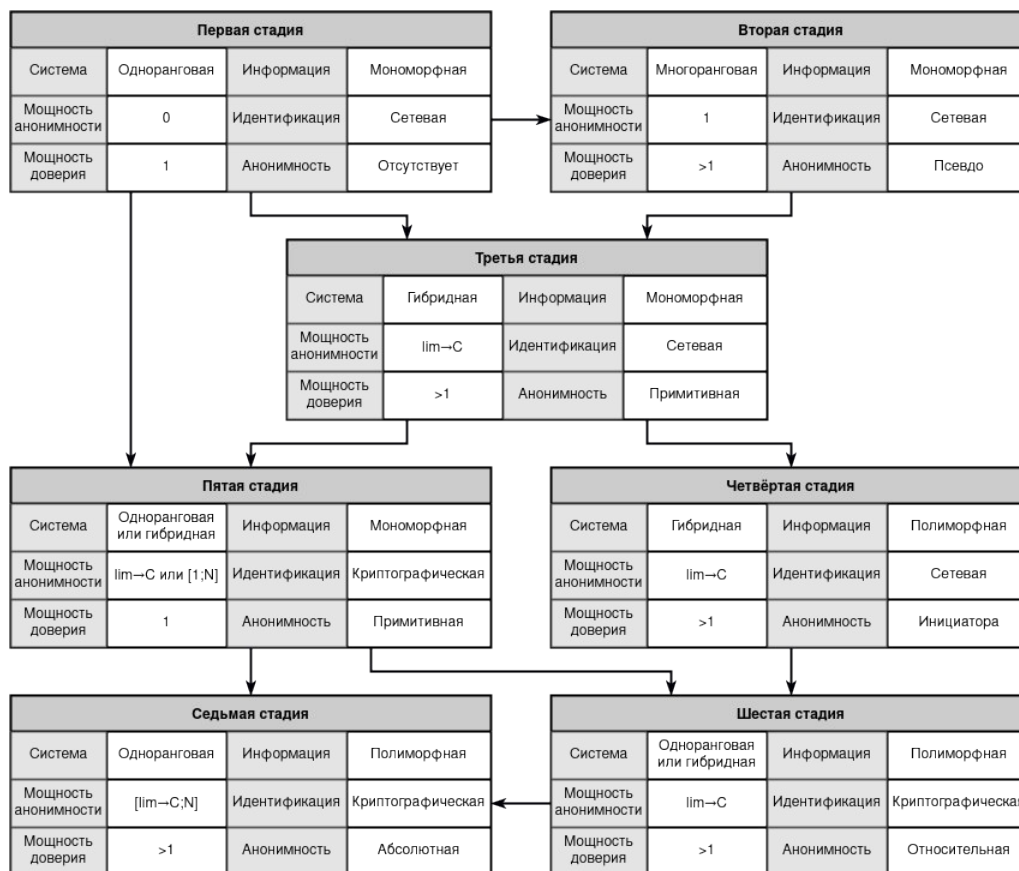 Первая стадия
Система Одноранговая Информация Мономорфная
Мощность анонимности 0 Идентификация Сетевая
Мощность доверия 1 Анонимность Отсутствует
Вторая стадия
Система Многоранговая Информация Мономорфная
Мощность анонимности 1 Идентификация Сетевая
Мощность доверия >1 Анонимность Псевдо
Третья стадия
Система Гибридная Информация Мономорфная
Мощность анонимности lim→C Идентификация Сетевая
Мощность доверия >1 Анонимность Примитивная
Пятая стадия
Система Одноранговая или гибридная Информация Мономорфная
Мощность анонимности lim→C или [1;N] Идентификация Криптографическая
Мощность доверия 1 Анонимность Примитивная
Четвёртая стадия
Система Гибридная Информация Полиморфная
Мощность анонимности lim→C Идентификация Сетевая
Мощность доверия >1 Анонимность Инициатора
Седьмая стадия
Система Одноранговая Информация Полиморфная
Мощность анонимности [lim→C;N] Идентификация Криптографическая
Мощность доверия >1 Анонимность Абсолютная
Шестая стадия
Система Одноранговая или гибридная Информация Полиморфная
Мощность анонимности lim→C Идентификация Криптографическая
Мощность доверия >1 Анонимность Относительная